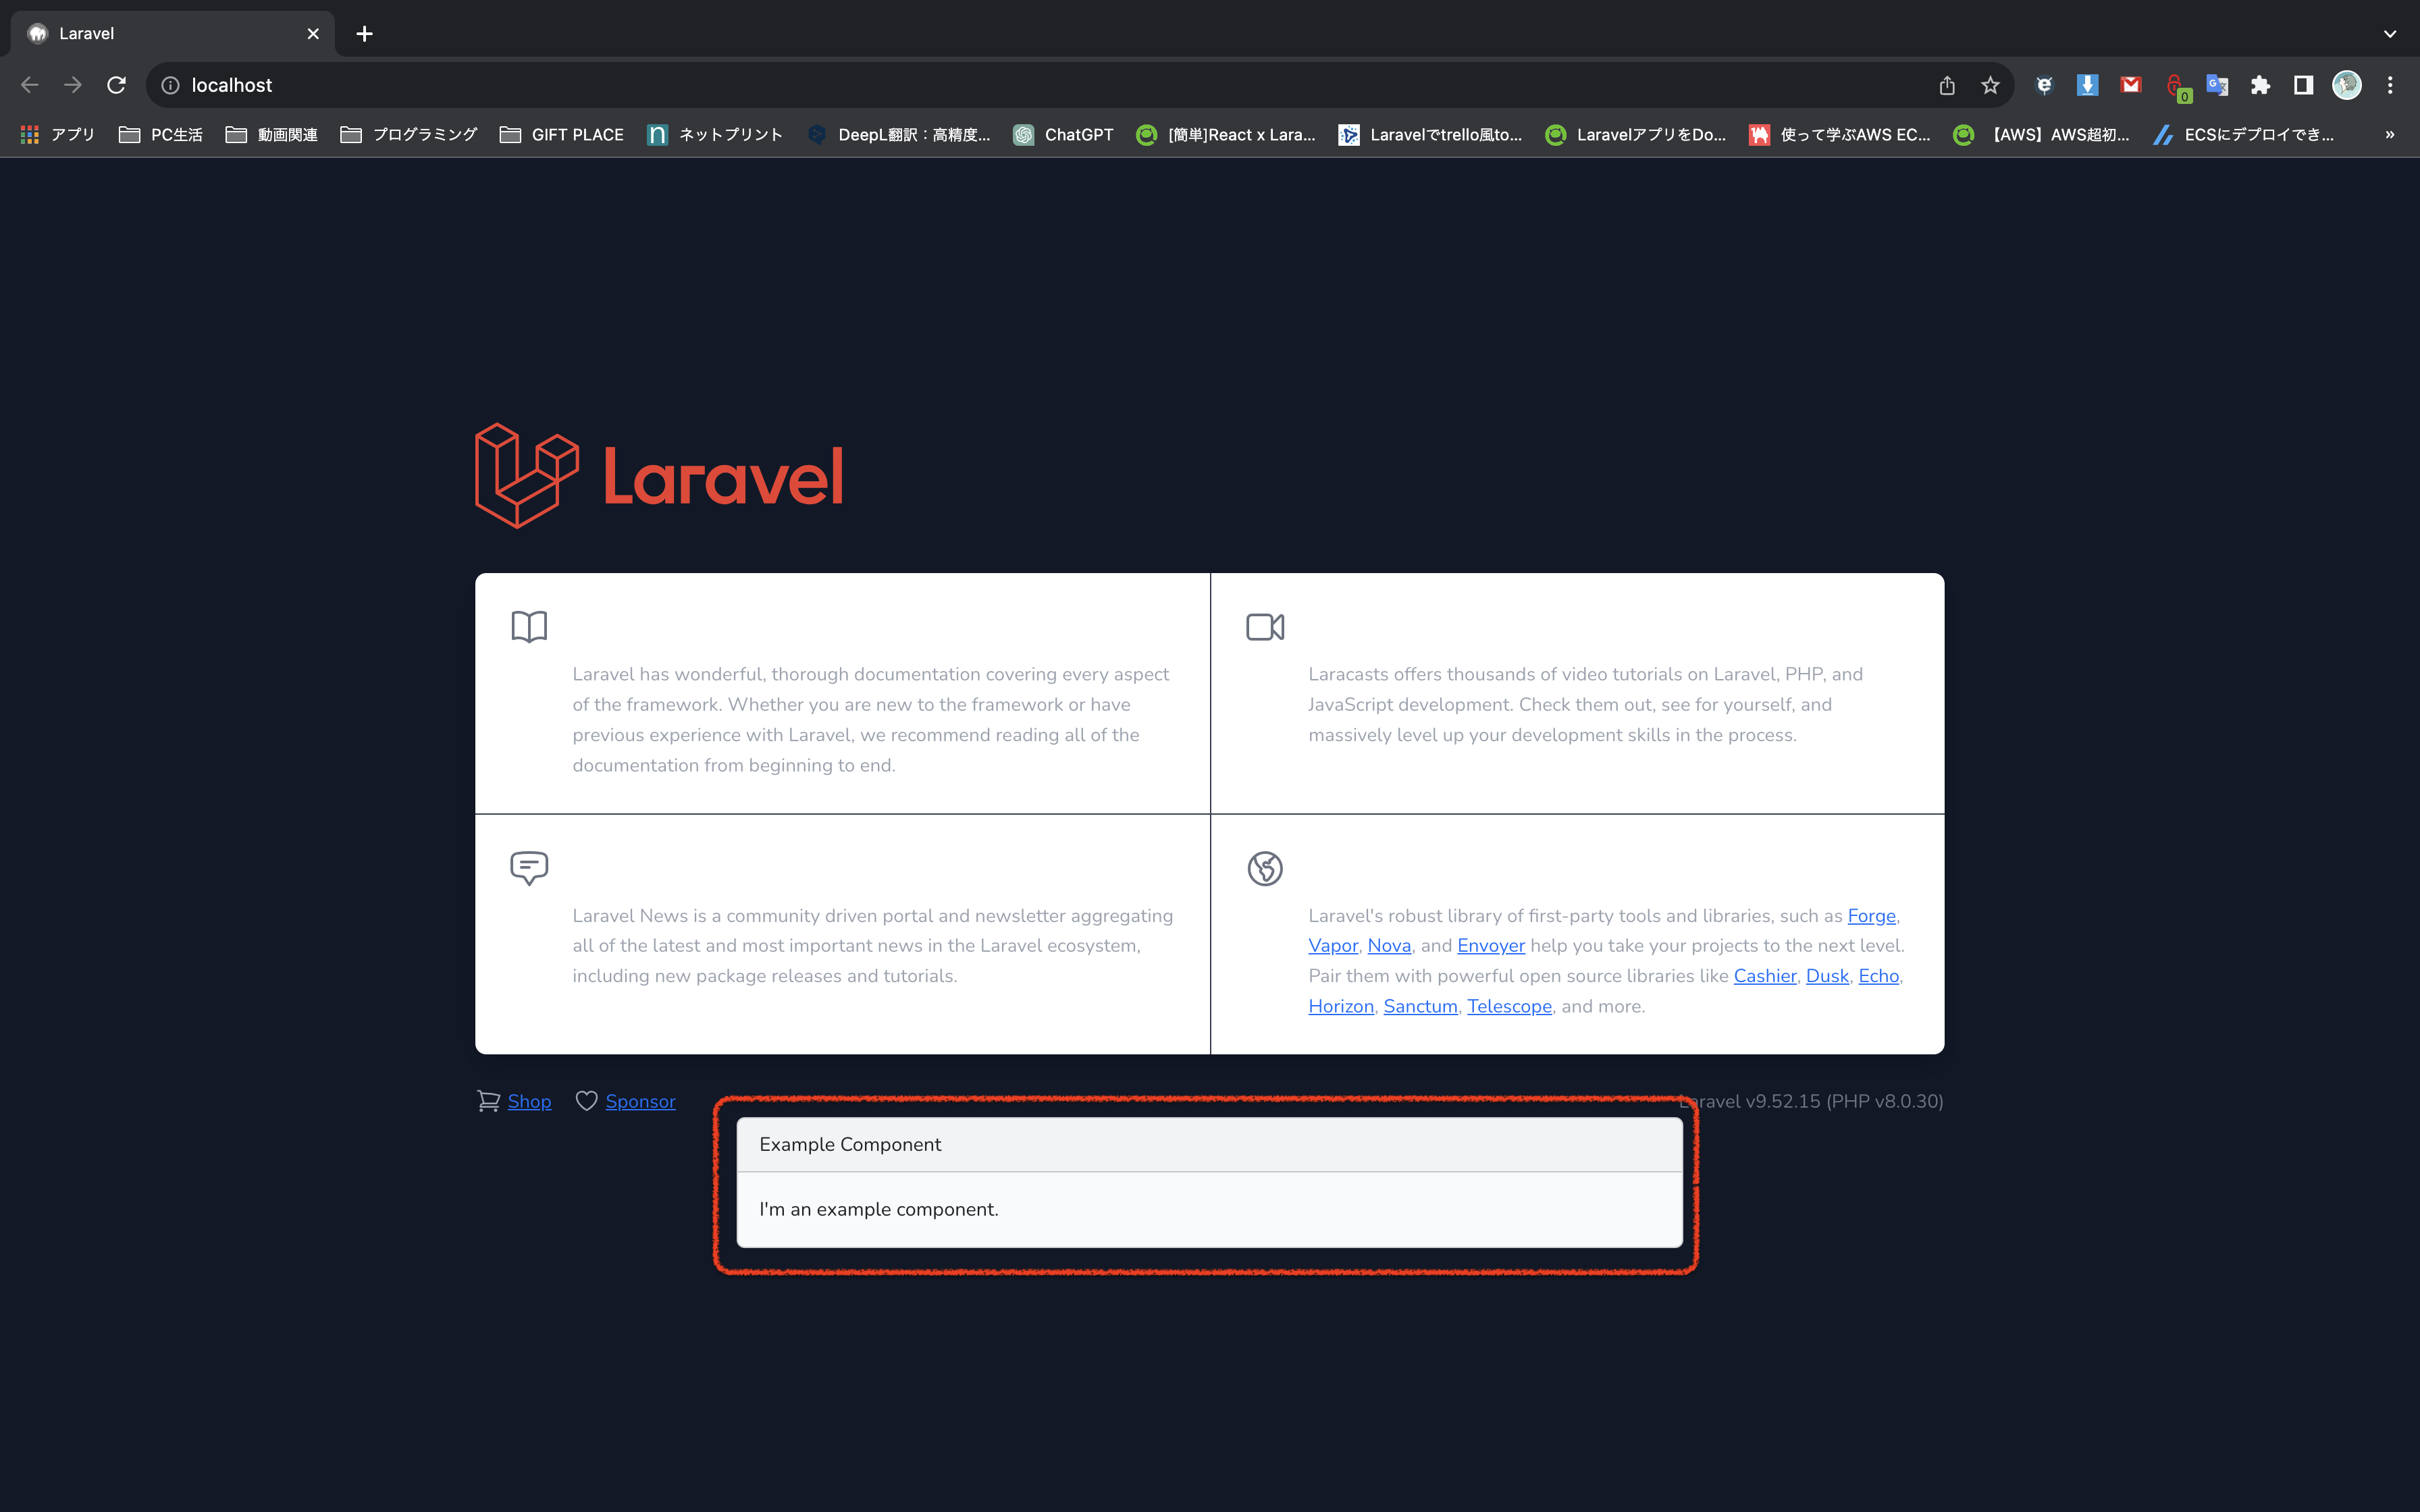 Laravel
localhost
0
アプリ PC生活 動画関連 プログラミング GIFT PLACE ネットプリント DeepL翻訳：高精度... ChatGPT [簡単]React x Lara... Laravelでtrello風to... LaravelアプリをDo... 使って学ぶAWS EC... 【AWS】AWS超初... ECSにデプロイでき... »
Laravel
Laravel has wonderful, thorough documentation covering every aspect
of the framework. Whether you are new to the framework or have
previous experience with Laravel, we recommend reading all of the
documentation from beginning to end.
Laracasts offers thousands of video tutorials on Laravel, PHP, and
JavaScript development. Check them out, see for yourself, and
massively level up your development skills in the process.
Laravel News is a community driven portal and newsletter aggregating
all of the latest and most important news in the Laravel ecosystem,
including new package releases and tutorials.
Laravel's robust library of first-party tools and libraries, such as Forge,
Vapor, Nova, and Envoyer help you take your projects to the next level.
Pair them with powerful open source libraries like Cashier, Dusk, Echo,
Horizon, Sanctum, Telescope, and more.
Shop Sponsor
Laravel v9.52.15 (PHP v8.0.30)
Example Component
I'm an example component.